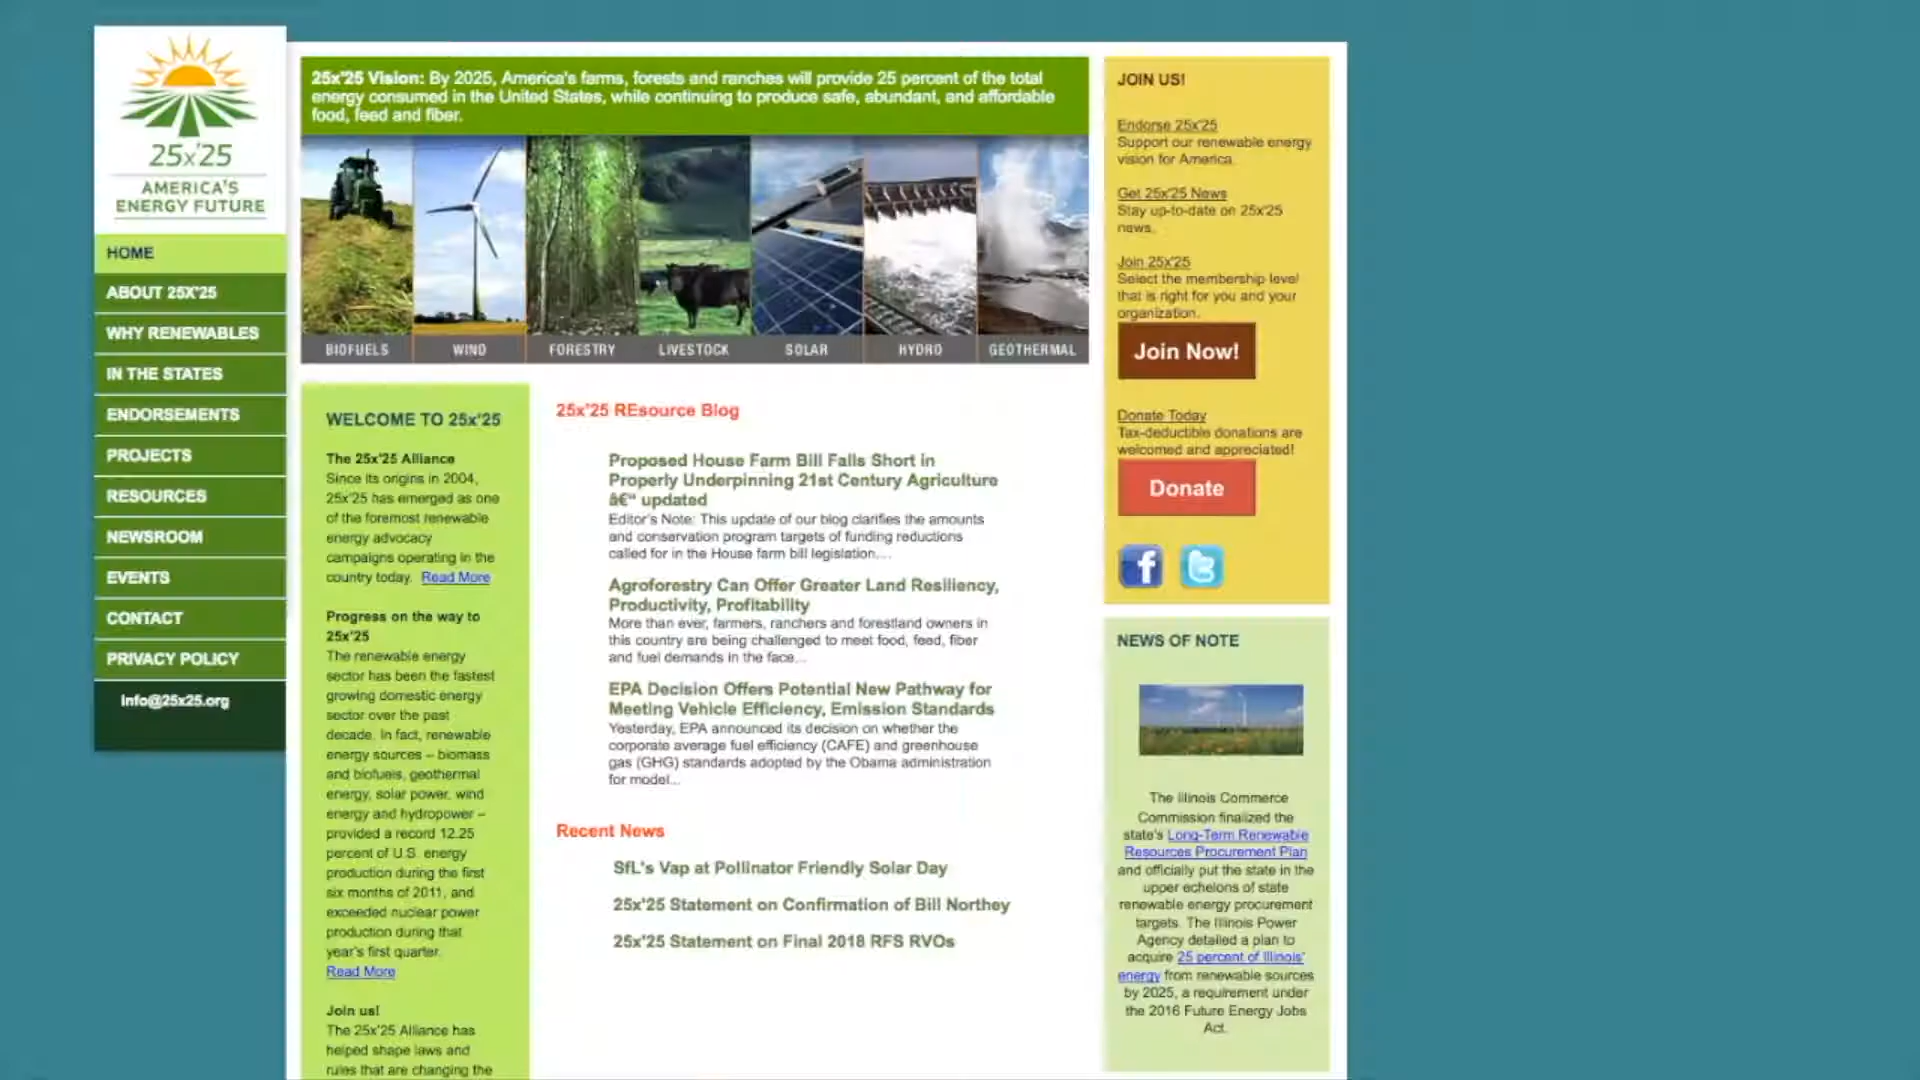 25x'25
AMERICA'S
ENERGY FUTURE
HOME
ABOUT 25X'25
WHY RENEWABLES
IN THE STATES
ENDORSEMENTS
PROJECTS
RESOURCES
NEWSROOM
EVENTS
CONTACT
PRIVACY POLICY
Info@25x25.org
25x'25 Vision: By 2025, America's farms, forests and ranches will provide 25 percent of the total
energy consumed in the United States, while continuing to produce safe, abundant, and affordable
food, feed and fiber.
BIOFUELS
WIND
FORESTRY
LIVESTOCK
SOLAR
HYDRO
GEOTHERMAL
WELCOME TO 25x'25
The 25x'25 Alliance
Since its origins in 2004,
25x'25 has emerged as one
of the foremost renewable
energy advocacy
campaigns operating in the
country today. Read More
Progress on the way to
25x'25
The renewable energy
sector has been the fastest
growing domestic energy
sector over the past
decade. In fact, renewable
energy sources – biomass
and biofuels, geothermal
energy, solar power, wind
energy and hydropower –
provided a record 12.25
percent of U.S. energy
production during the first
six months of 2011, and
exceeded nuclear power
production during that
year's first quarter.
Read More
Join us!
The 25x'25 Alliance has
helped shape laws and
rules that are changing the
25x'25 REsource Blog
Proposed House Farm Bill Falls Short in
Properly Underpinning 21st Century Agriculture
â€“ updated
Editor's Note: This update of our blog clarifies the amounts
and conservation program targets of funding reductions
called for in the House farm bill legislation....
Agroforestry Can Offer Greater Land Resiliency,
Productivity, Profitability
More than ever, farmers, ranchers and forestland owners in
this country are being challenged to meet food, feed, fiber
and fuel demands in the face...
EPA Decision Offers Potential New Pathway for
Meeting Vehicle Efficiency, Emission Standards
Yesterday, EPA announced its decision on whether the
corporate average fuel efficiency (CAFE) and greenhouse
gas (GHG) standards adopted by the Obama administration
for model...
Recent News
SfL's Vap at Pollinator Friendly Solar Day
25x'25 Statement on Confirmation of Bill Northey
25x'25 Statement on Final 2018 RFS RVOs
JOIN US!
Endorse 25x'25
Support our renewable energy
vision for America.
Get 25x'25 News
Stay up-to-date on 25x'25
news.
Join 25x'25
Select the membership level
that is right for you and your
organization.
Join Now!
Donate Today
Tax-deductible donations are
welcomed and appreciated!
Donate
NEWS OF NOTE
The Illinois Commerce
Commission finalized the
state's Long-Term Renewable
Resources Procurement Plan
and officially put the state in the
upper echelons of state
renewable energy procurement
targets. The Illinois Power
Agency detailed a plan to
acquire 25 percent of Illinois'
energy from renewable sources
by 2025, a requirement under
the 2016 Future Energy Jobs
Act.